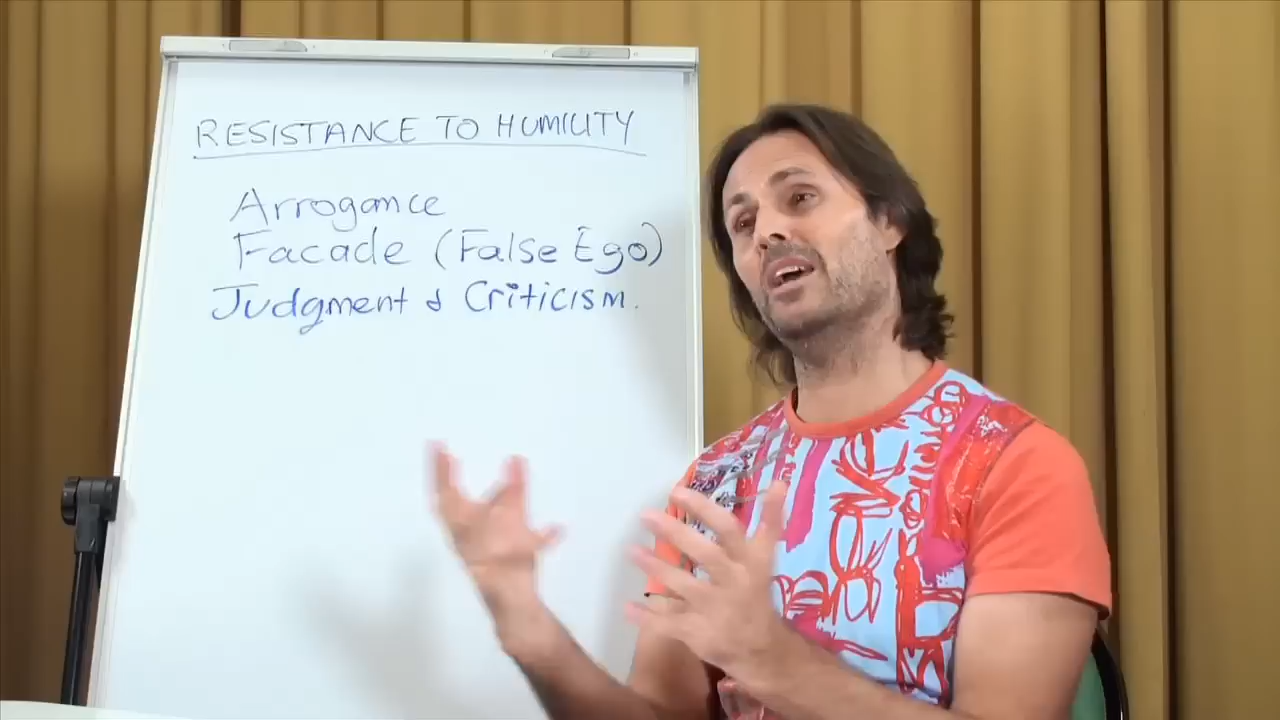 RESISTANCE TO HUMILITY
Arrogance
Facade (False Ego)
Judgment & Criticism.